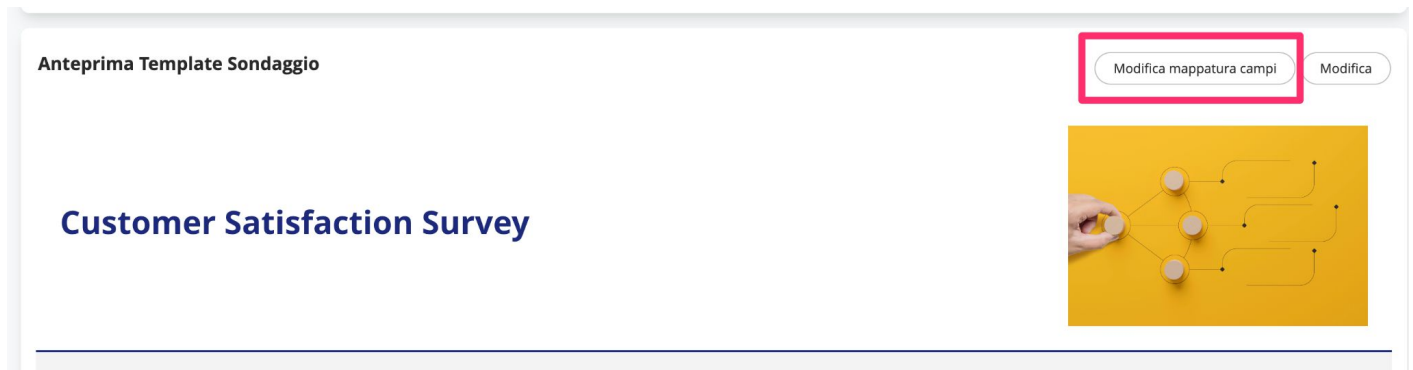 Anteprima Template Sondaggio
Modifica mappatura campi
Modifica
Customer Satisfaction Survey